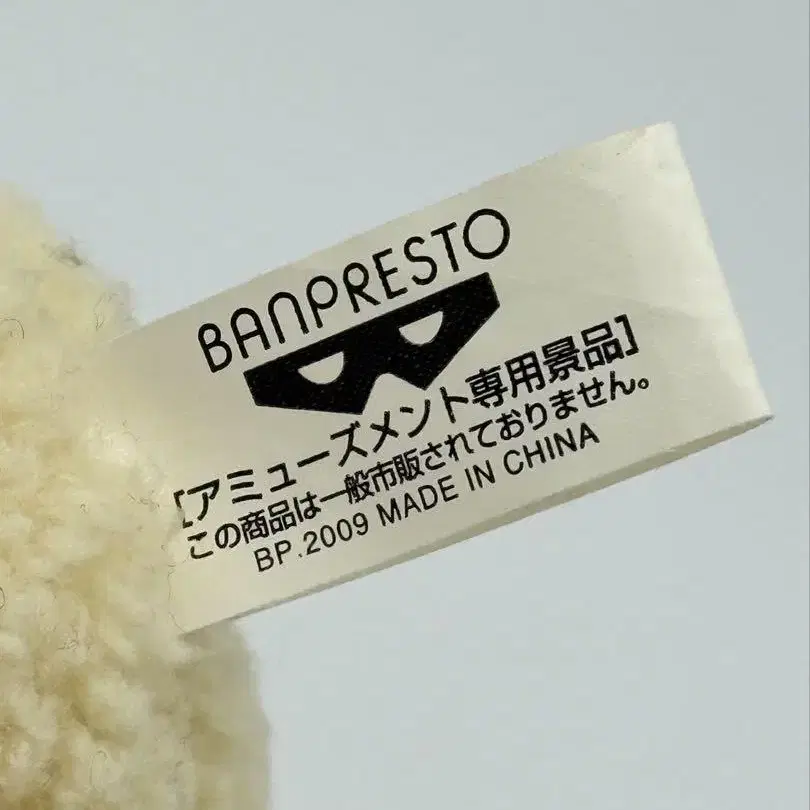 BANPRESTO
[アミューズメント専用景品]
この商品は一般市販されておりません。
BP.2009 MADE IN CHINA